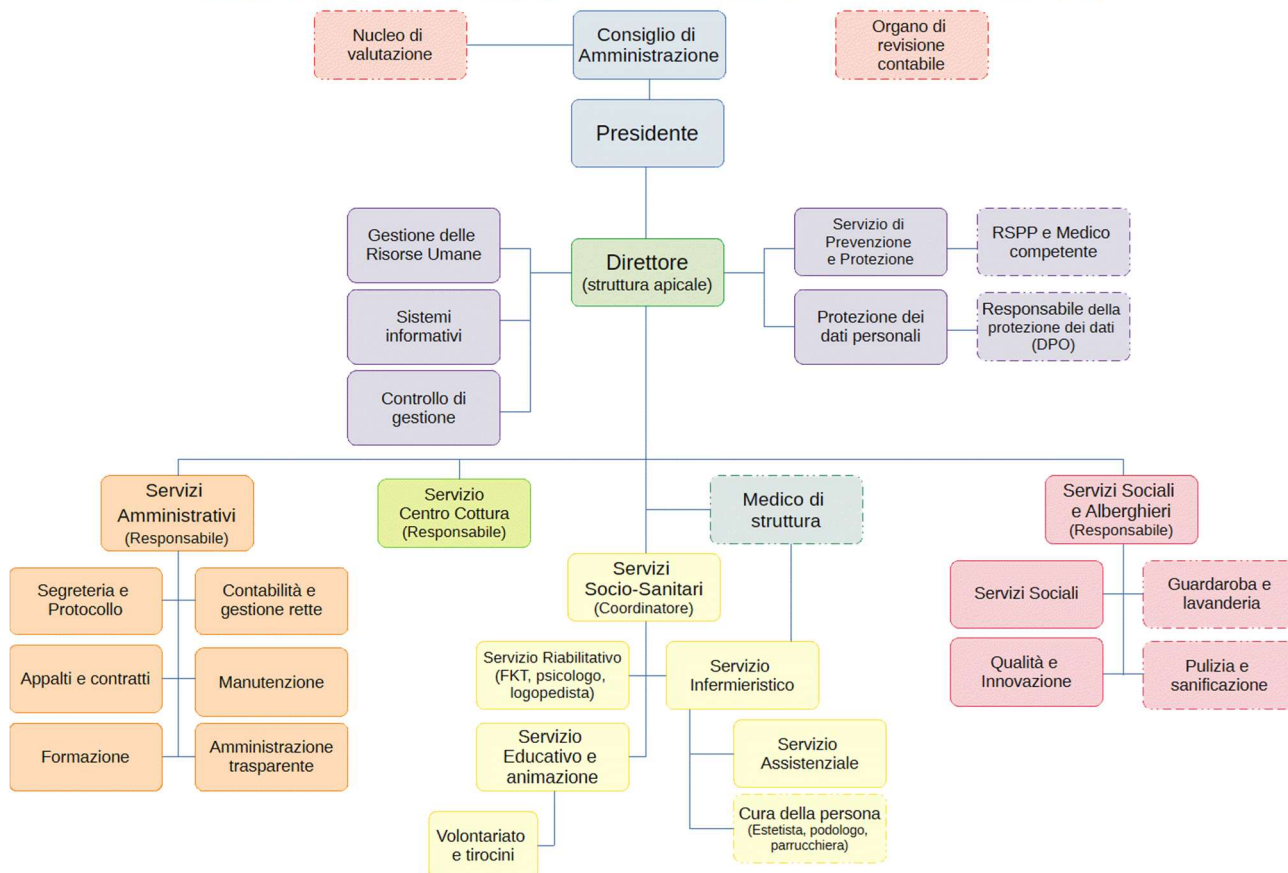 Nucleo di
valutazione
Consiglio di
Amministrazione
Organo di
revisione
contabile
Presidente
Gestione delle
Risorse Umane
Direttore
(struttura apicale)
Servizio di
Prevenzione
e Protezione
RSPP e Medico
competente
Sistemi
informativi
Protezione dei
dati personali
Responsabile della
protezione dei dati
(DPO)
Controllo di
gestione
Servizi
Amministrativi
(Responsabile)
Servizio
Centro Cottura
(Responsabile)
Medico di
struttura
Servizi Sociali
e Alberghieri
(Responsabile)
Segreteria e
Protocollo
Contabilità e
gestione rette
Servizi
Socio-Sanitari
(Coordinatore)
Servizi Sociali
Guardaroba e
lavanderia
Appalti e contratti
Manutenzione
Servizio Riabilitativo
(FKT, psicologo,
logopedista)
Servizio
Infermieristico
Qualità e
Innovazione
Pulizia e
sanificazione
Formazione
Amministrazione
trasparente
Servizio
Educativo e
animazione
Servizio
Assistenziale
Volontariato
e tirocini
Cura della persona
(Estetista, podologo,
parrucchiera)